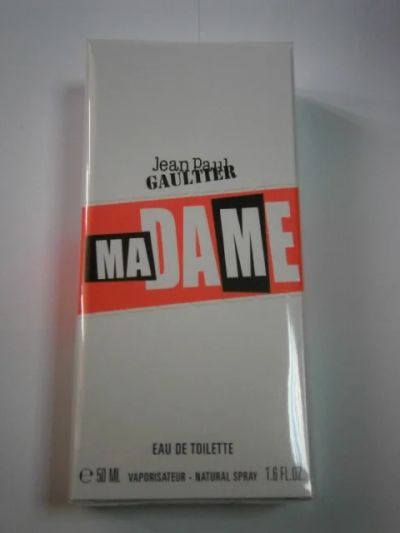 Jean Paul
GAULTIER
MADAME
EAU DE TOILETTE
℮ 50 ML VAPORISATEUR - NATURAL SPRAY 1.6 FL.OZ